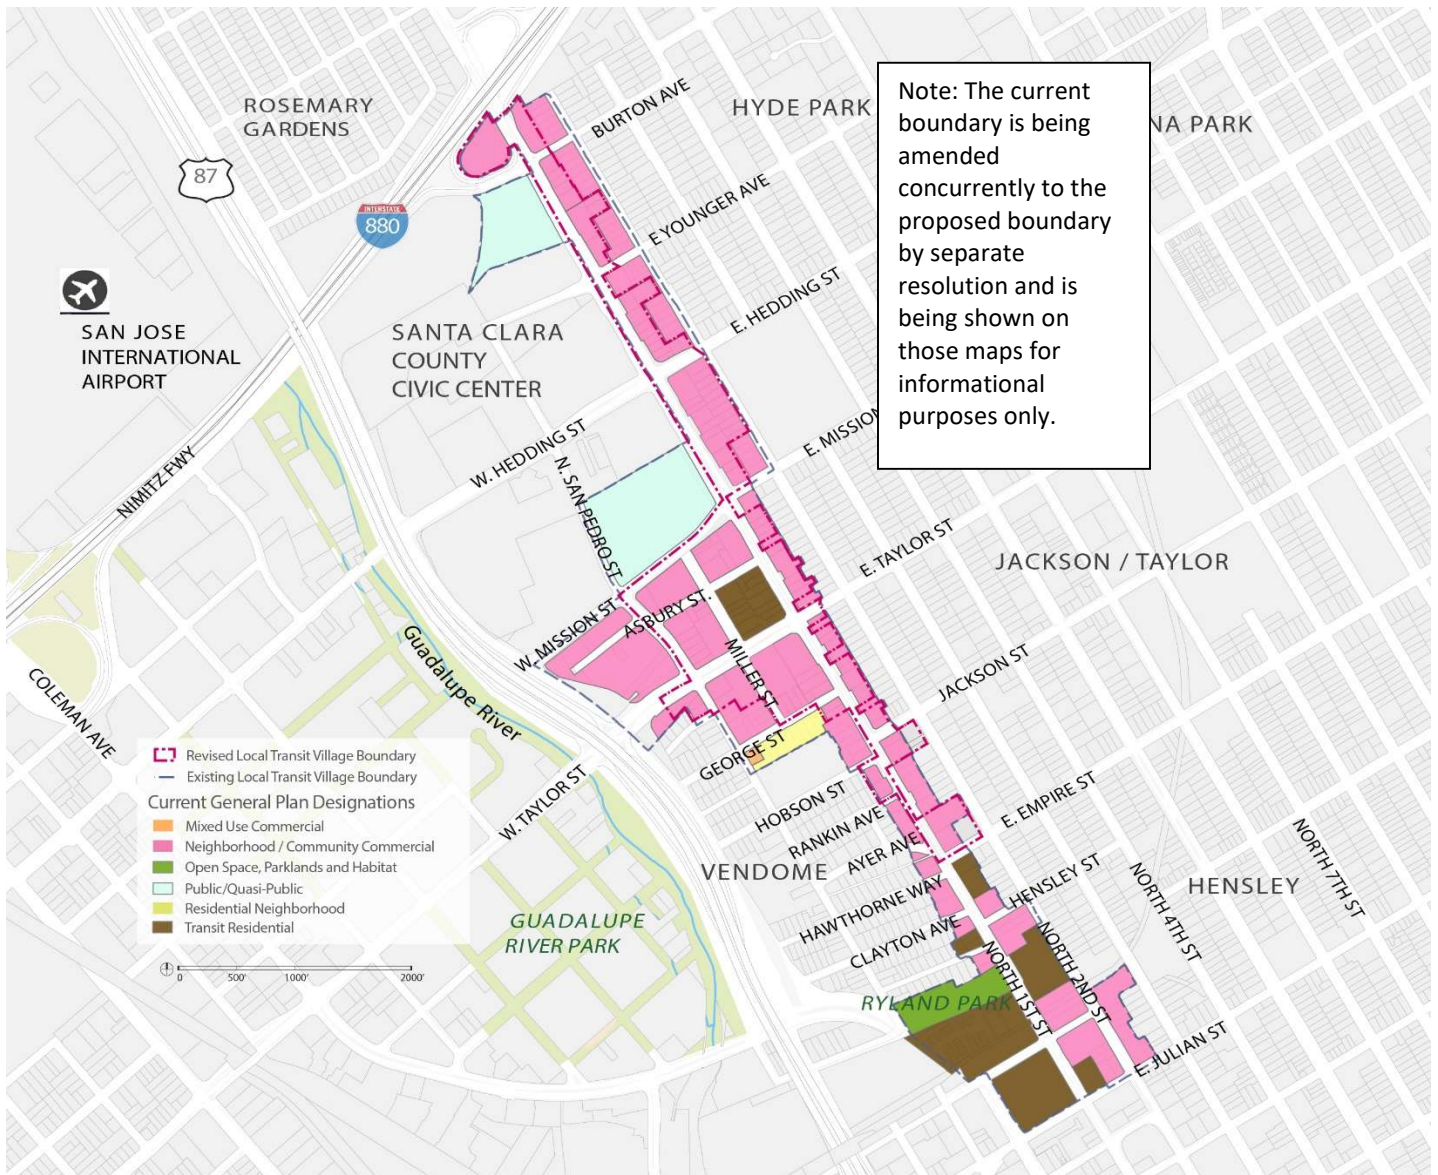 ROSEMARY
GARDENS
BURTON AVE
HYDE PARK
NA PARK
Note: The current
boundary is being
amended
concurrently to the
proposed boundary
by separate
resolution and is
being shown on
those maps for
informational
purposes only.
87
INTERSTATE
880
E YOUNGER AVE
SAN JOSE
INTERNATIONAL
AIRPORT
SANTA CLARA
COUNTY
CIVIC CENTER
E. HEDDING ST
E. MISSION
W. HEDDING ST
N. SAN PEDRO ST
NIMITZ FWY
E. TAYLOR ST
JACKSON / TAYLOR
W. MISSION ST
ASBURY ST.
MILLER ST
JACKSON ST
Guadalupe River
COLEMAN AVE
GEORGE ST
HOBSON ST
RANKIN AVE
AYER AVE
E. EMPIRE ST
W. TAYLOR ST
VENDOME
HAWTHORNE WAY
CLAYTON AVE
HENSLEY ST
HENSLEY
NORTH 7TH ST
NORTH 4TH ST
NORTH 2ND ST
NORTH 1ST ST
GUADALUPE
RIVER PARK
RYLAND PARK
E. JULIAN ST
Revised Local Transit Village Boundary
Existing Local Transit Village Boundary
Current General Plan Designations
Mixed Use Commercial
Neighborhood / Community Commercial
Open Space, Parklands and Habitat
Public/Quasi-Public
Residential Neighborhood
Transit Residential
0 500' 1000' 2000'